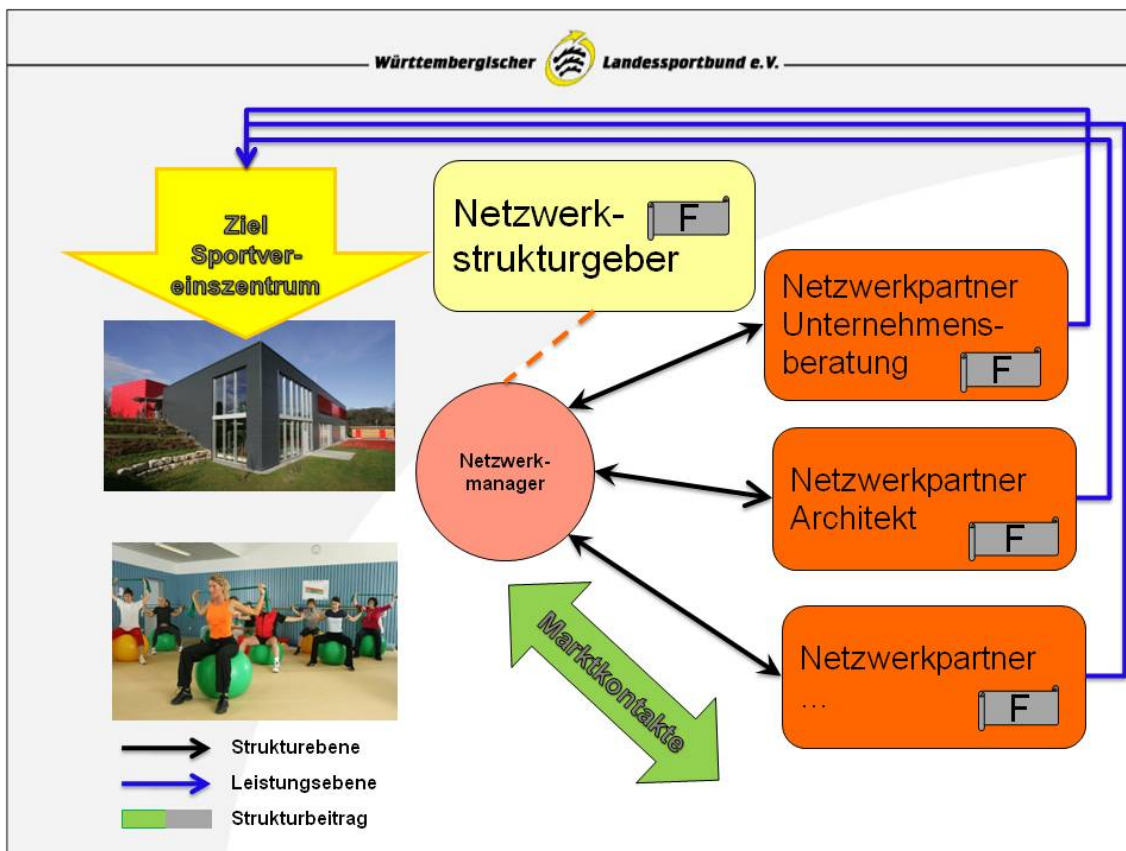 Württembergischer Landessportbund e.V.
Ziel
Sportver-
einszentrum
Netzwerk-
strukturgeber
F
Netzwerkpartner
Unternehmens-
beratung
F
Netzwerk-
manager
Netzwerkpartner
Architekt
F
Netzwerkpartner
...
F
Marktkontakte
Strukturebene
Leistungsebene
Strukturbeitrag